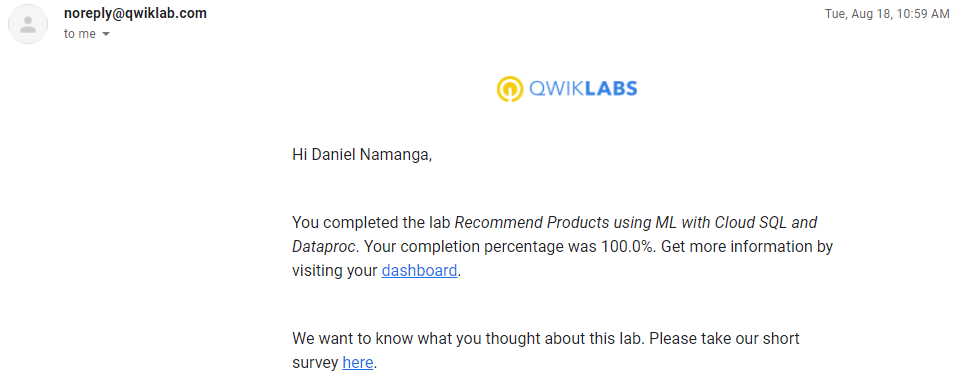 noreply@qwiklab.com
Tue, Aug 18, 10:59 AM
to me
QWIKLABS
Hi Daniel Namanga,
You completed the lab Recommend Products using ML with Cloud SQL and
Dataproc. Your completion percentage was 100.0%. Get more information by
visiting your dashboard.
We want to know what you thought about this lab. Please take our short
survey here.